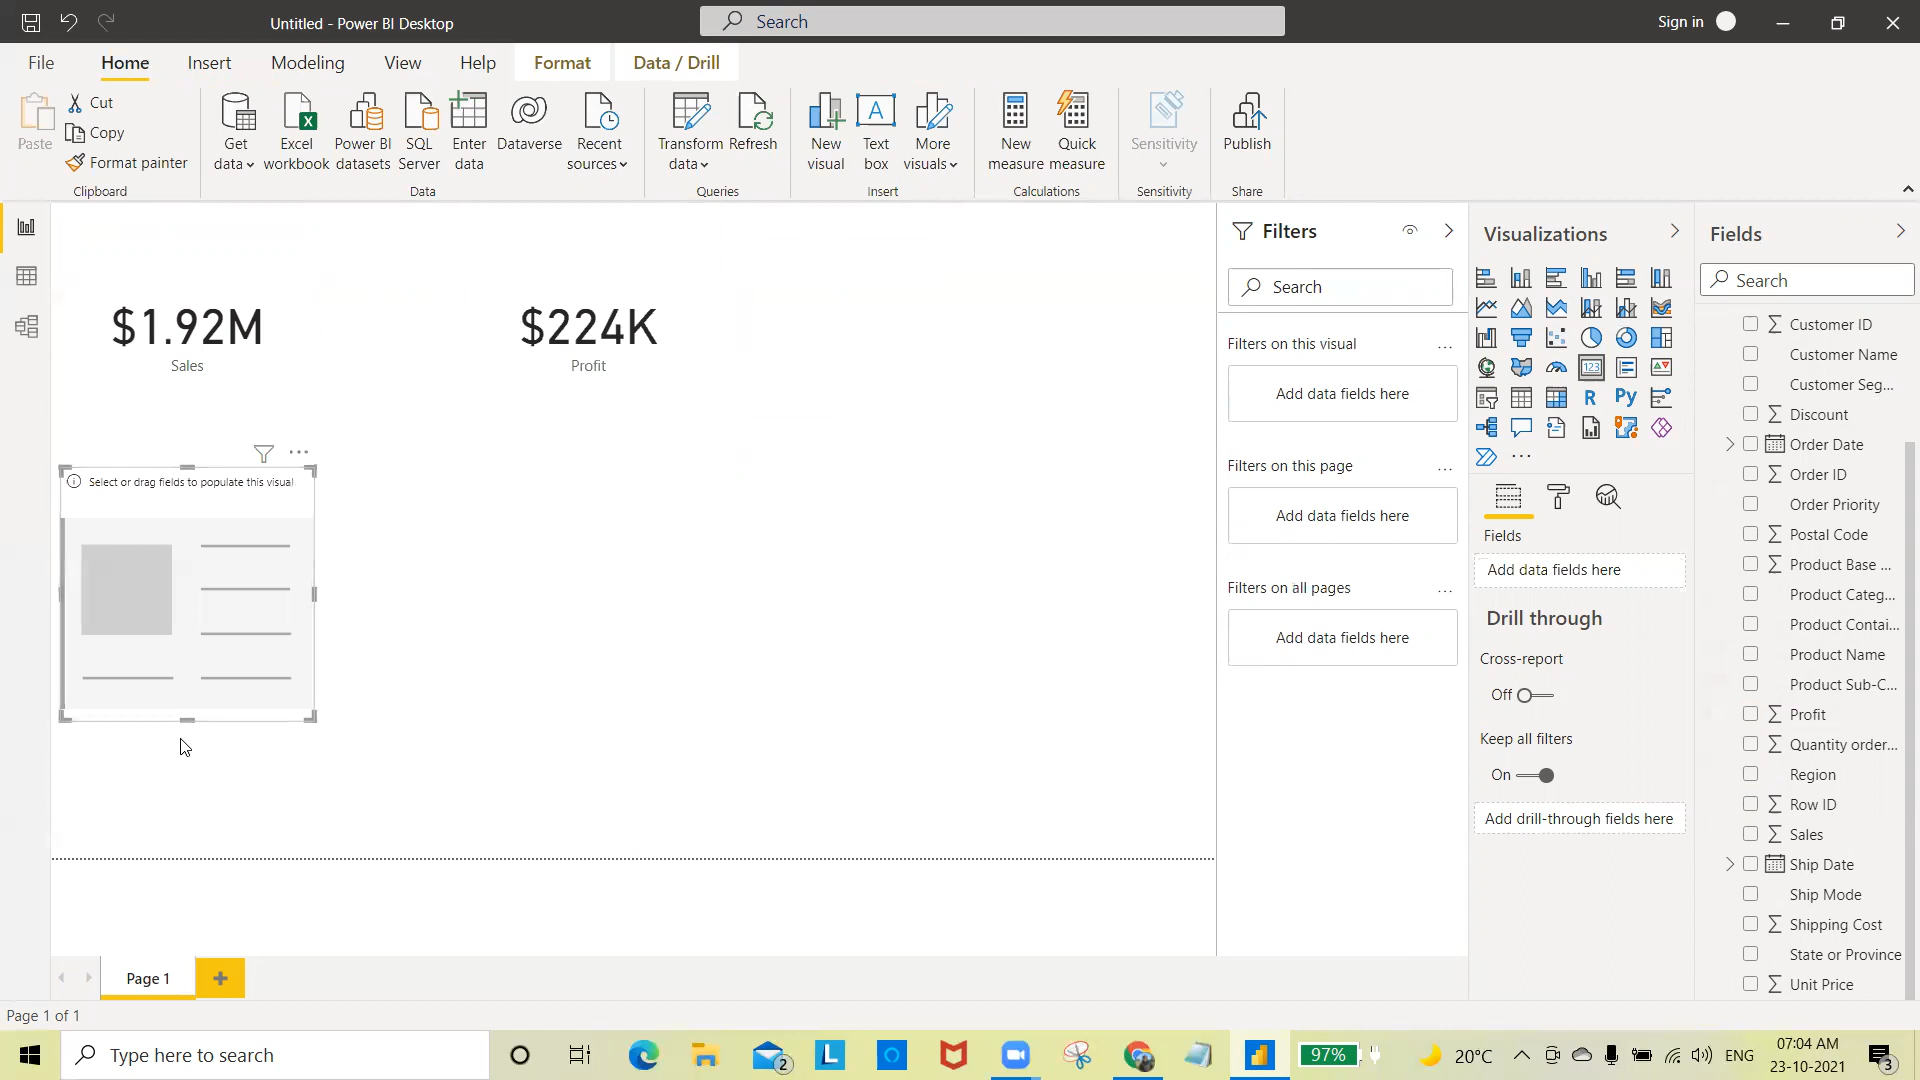 Untitled - Power BI Desktop
Search
Sign in
File
Home
Insert
Modeling
View
Help
Format
Data / Drill
Paste
Cut
Copy
Format painter
Clipboard
Get data
Excel workbook
Power BI datasets
SQL Server
Enter data
Dataverse
Recent sources
Data
Transform data
Refresh
Queries
New visual
A
Text box
More visuals
Insert
New measure
Quick measure
Calculations
Sensitivity
Sensitivity
Publish
Share
$1.92M
Sales
$224K
Profit
Select or drag fields to populate this visual
Filters
Search
Filters on this visual
...
Add data fields here
Filters on this page
...
Add data fields here
Filters on all pages
...
Add data fields here
Visualizations
123
R
Py
...
Fields
Add data fields here
Drill through
Cross-report
Off
Keep all filters
On
Add drill-through fields here
Fields
Search
Customer ID
Customer Name
Customer Seg...
Discount
Order Date
Order ID
Order Priority
Postal Code
Product Base ...
Product Categ...
Product Contai...
Product Name
Product Sub-C...
Profit
Quantity order...
Region
Row ID
Sales
Ship Date
Ship Mode
Shipping Cost
State or Province
Unit Price
Page 1
Page 1 of 1
Type here to search
2
L
97%
20°C
ENG
07:04 AM
23-10-2021
3